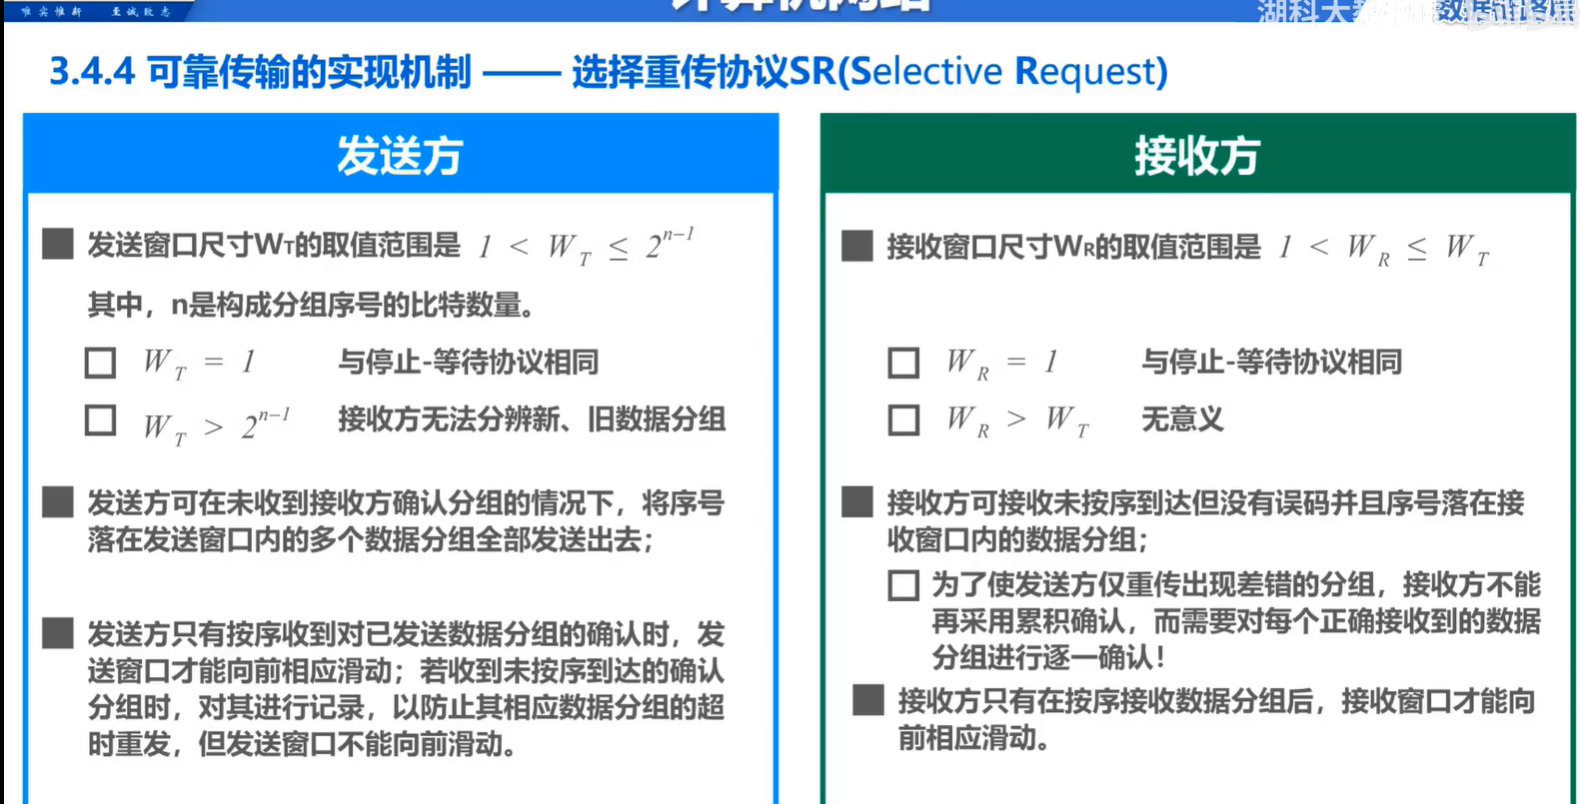 唯实惟新 至诚致志
计算机网络
3.4.4 可靠传输的实现机制 —— 选择重传协议SR(Selective Request)
发送方
发送窗口尺寸WT的取值范围是 1 < W_T ≤ 2^{n-1}
其中，n是构成分组序号的比特数量。
W_T = 1 与停止-等待协议相同
W_T > 2^{n-1} 接收方无法分辨新、旧数据分组
发送方可在未收到接收方确认分组的情况下，将序号
落在发送窗口内的多个数据分组全部发送出去；
发送方只有按序收到对已发送数据分组的确认时，发
送窗口才能向前相应滑动；若收到未按序到达的确认
分组时，对其进行记录，以防止其相应数据分组的超
时重发，但发送窗口不能向前滑动。
接收方
接收窗口尺寸WR的取值范围是 1 < W_R ≤ W_T
W_R = 1 与停止-等待协议相同
W_R > W_T 无意义
接收方可接收未按序到达但没有误码并且序号落在接
收窗口内的数据分组；
为了使发送方仅重传出现差错的分组，接收方不能
再采用累积确认，而需要对每个正确接收到的数据
分组进行逐一确认！
接收方只有在按序接收数据分组后，接收窗口才能向
前相应滑动。